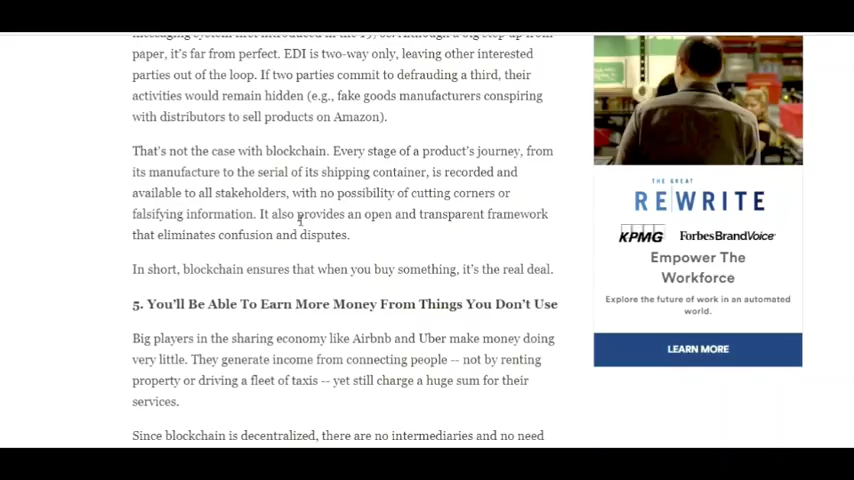 paper, it's far from perfect. EDI is two-way only, leaving other interested
parties out of the loop. If two parties commit to defrauding a third, their
activities would remain hidden (e.g., fake goods manufacturers conspiring
with distributors to sell products on Amazon).
That's not the case with blockchain. Every stage of a product's journey, from
its manufacture to the serial of its shipping container, is recorded and
available to all stakeholders, with no possibility of cutting corners or
falsifying information. It also provides an open and transparent framework
that eliminates confusion and disputes.
In short, blockchain ensures that when you buy something, it's the real deal.
5. You'll Be Able To Earn More Money From Things You Don't Use
Big players in the sharing economy like Airbnb and Uber make money doing
very little. They generate income from connecting people -- not by renting
property or driving a fleet of taxis -- yet still charge a huge sum for their
services.
Since blockchain is decentralized, there are no intermediaries and no need
THE GREAT
RE|WRITE
KPMG ForbesBrandVoice
Empower The
Workforce
Explore the future of work in an automated
world.
LEARN MORE